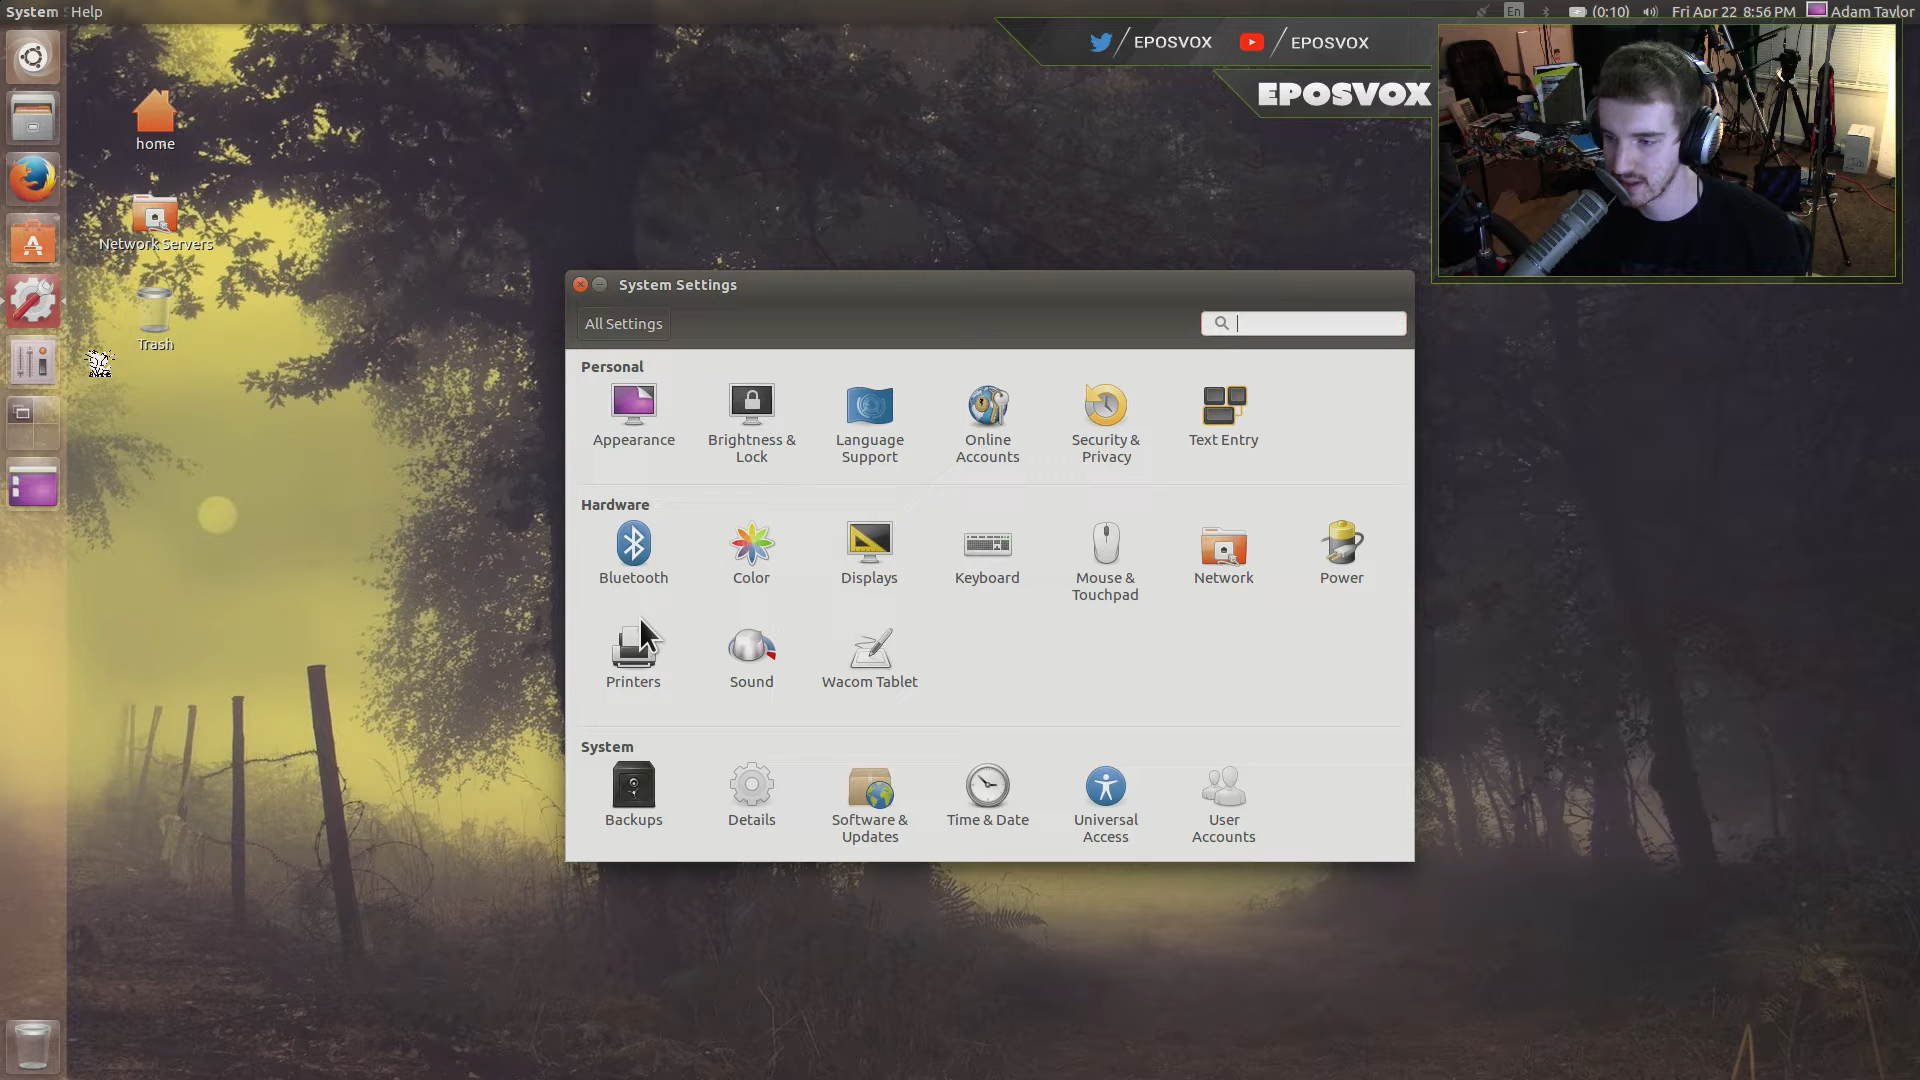 System Help
En
(0:10)
Fri Apr 22 8:56 PM
Adam Taylor
EPOSVOX
EPOSVOX
EPOSVOX
home
Network Servers
Trash
System Settings
All Settings
Personal
Appearance
Brightness &
Lock
Language
Support
Online
Accounts
Security &
Privacy
Text Entry
Hardware
Bluetooth
Color
Displays
Keyboard
Mouse &
Touchpad
Network
Power
Printers
Sound
Wacom Tablet
System
Backups
Details
Software &
Updates
Time & Date
Universal
Access
User
Accounts